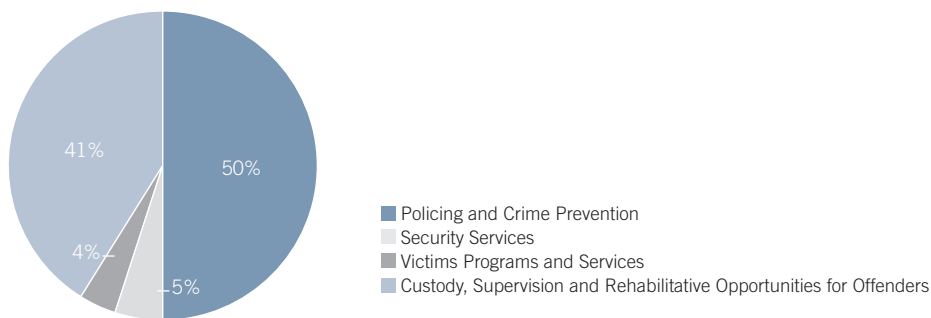 41%
50%
4%
5%
Policing and Crime Prevention
Security Services
Victims Programs and Services
Custody, Supervision and Rehabilitative Opportunities for Offenders